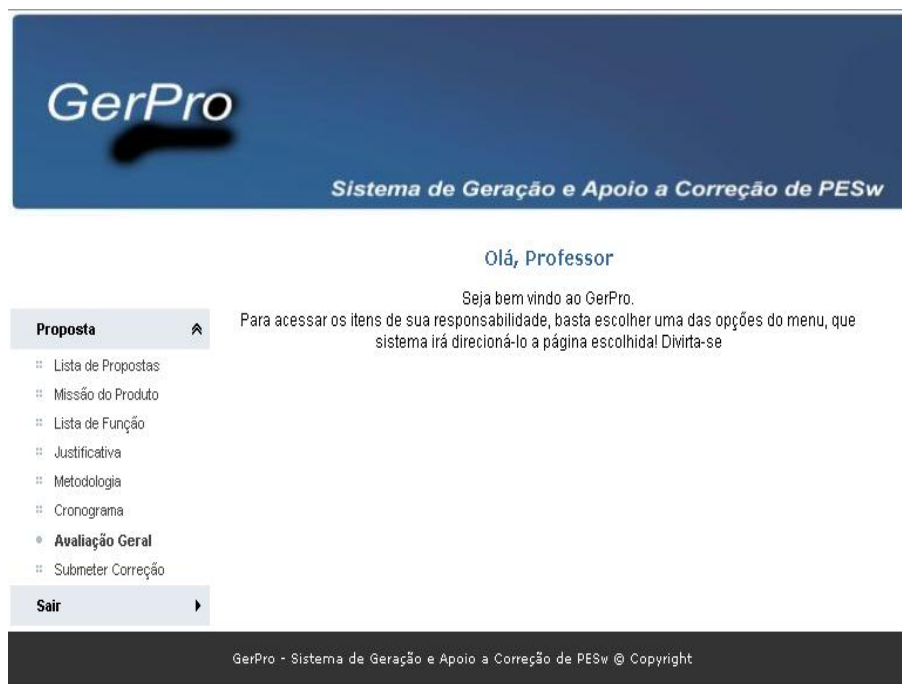 GerPro
Sistema de Geração e Apoio a Correção de PESw
Olá, Professor
Seja bem vindo ao GerPro.
Para acessar os itens de sua responsabilidade, basta escolher uma das opções do menu, que
sistema irá direcioná-lo a página escolhida! Divirta-se
Proposta
Lista de Propostas
Missão do Produto
Lista de Função
Justificativa
Metodologia
Cronograma
Avaliação Geral
Submeter Correção
Sair
GerPro - Sistema de Geração e Apoio a Correção de PESw @ Copyright